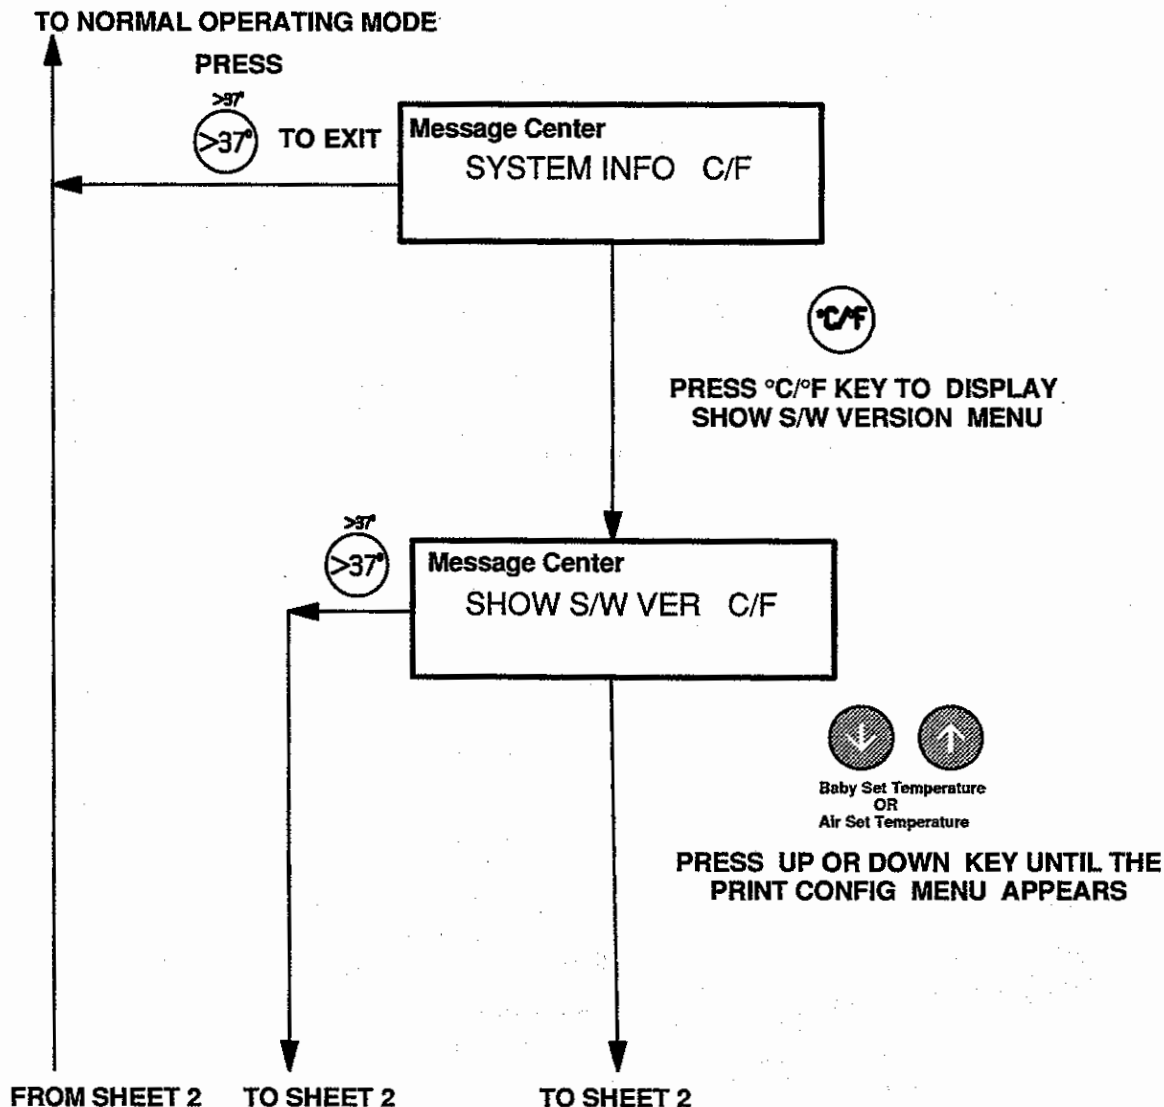 TO NORMAL OPERATING MODE
PRESS
>37°
>37°
TO EXIT
Message Center
SYSTEM INFO C/F
°C/°F
PRESS °C/°F KEY TO DISPLAY
SHOW S/W VERSION MENU
>37°
>37°
Message Center
SHOW S/W VER C/F
Baby Set Temperature
OR
Air Set Temperature
PRESS UP OR DOWN KEY UNTIL THE
PRINT CONFIG MENU APPEARS
FROM SHEET 2
TO SHEET 2
TO SHEET 2